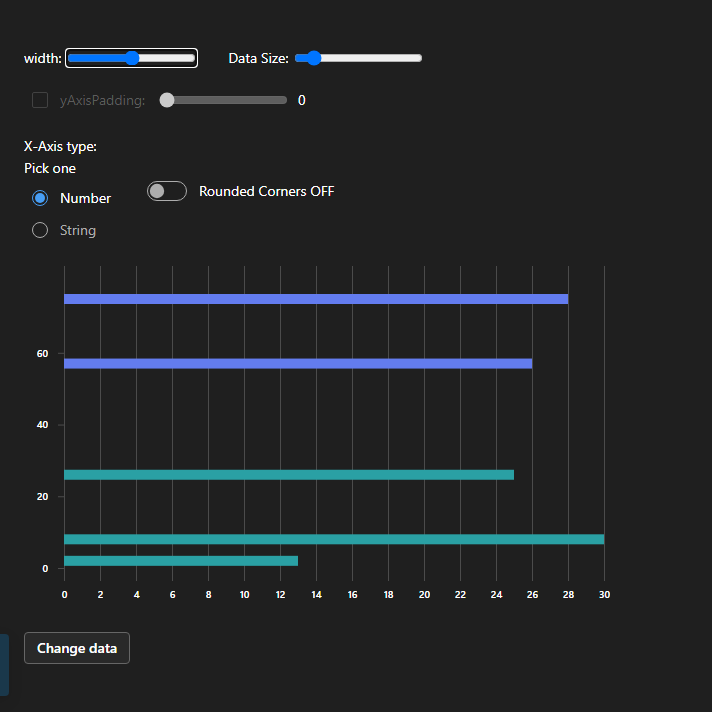 width: Data Size:
yAxisPadding: 0
X-Axis type:
Pick one
Number Rounded Corners OFF
String
60
40
20
0
0 2 4 6 8 10 12 14 16 18 20 22 24 26 28 30
Change data